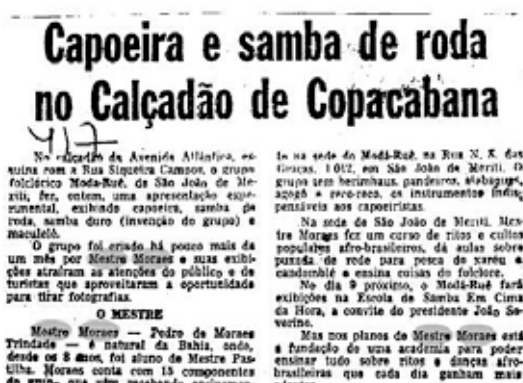 Capoeira e samba de roda
no Calçadão de Copacabana
417
No calçadão da Avenida Atlântica, es-
quina com a Rua Siqueira Campos, o grupo
folclórico Moda-Ruê, de São João de Me-
riti, fez, ontem, uma apresentação expe-
rimental, exibindo capoeira, samba de
roda, samba duro (invenção do grupo) e
maculelê.
O grupo foi criado há pouco mais de
um mês por Mestre Moraes e suas exibi-
ções atraíram as atenções do público e de
turistas que aproveitaram a oportunidade
para tirar fotografias.
O MESTRE
Mestre Moraes — Pedro de Moraes
Trindade — é natural da Bahia, onde,
desde os 8 anos, foi aluno de Mestre Pas-
tilha. Moraes conta com 15 componentes
te na sede do Modá-Ruê, na Rua N. S. das
Graças, 1 012, em São João de Meriti. O
grupo tem berimbaus, pandeiros, atabaques,
agogô e reco-reco, os instrumentos indis-
pensáveis aos capoeiristas.
Na sede de São João de Meriti, Mes-
tre Moraes fez um curso de ritos e cultos
populares afro-brasileiros, dá aulas sobre
puxada de rede para pesca do xaréu e
candomblé e ensina coisas do folclore.
No dia 9 próximo, o Modá-Ruê fará
exibições na Escola de Samba Em Cima
da Hora, a convite do presidente João Se-
verino.
Mas nos planos de Mestre Moraes está
a fundação de uma academia para poder
ensinar tudo sobre ritos e danças afro-
brasileiras que cada dia ganham mais